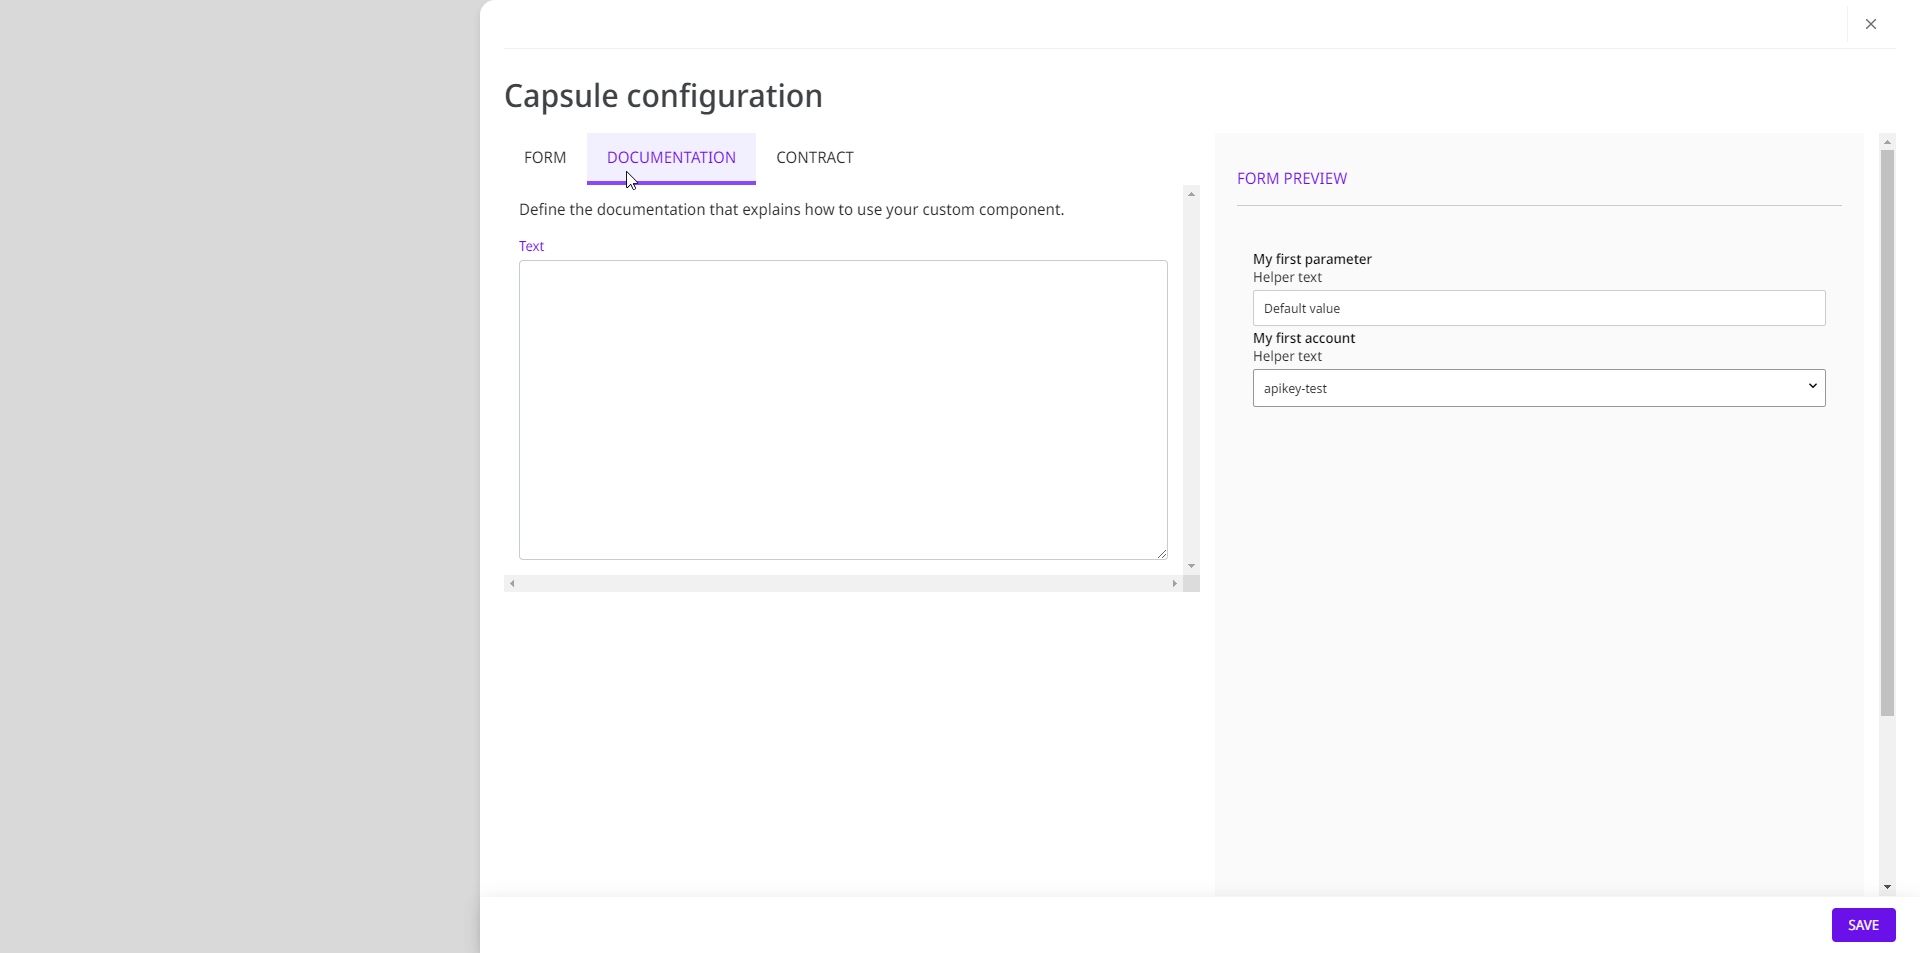 Capsule configuration
FORM
DOCUMENTATION
CONTRACT
Define the documentation that explains how to use your custom component.
Text
FORM PREVIEW
My first parameter
Helper text
Default value
My first account
Helper text
apikey-test
SAVE